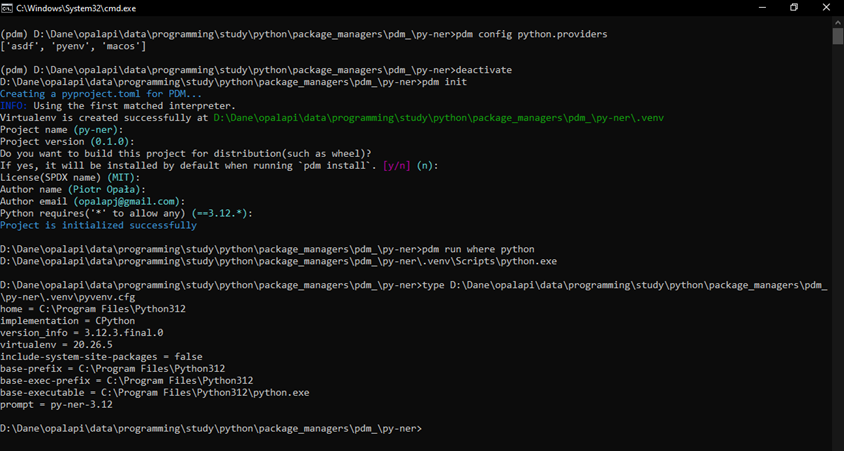 C:\Windows\System32\cmd.exe
(pdm) D:\Dane\opalapi\data\programming\study\python\package_managers\pdm_\py-ner>pdm config python.providers
['asdf', 'pyenv', 'macos']
(pdm) D:\Dane\opalapi\data\programming\study\python\package_managers\pdm_\py-ner>deactivate
D:\Dane\opalapi\data\programming\study\python\package_managers\pdm_\py-ner>pdm init
Creating a pyproject.toml for PDM...
INFO: Using the first matched interpreter.
Virtualenv is created successfully at D:\Dane\opalapi\data\programming\study\python\package_managers\pdm_\py-ner\.venv
Project name (py-ner):
Project version (0.1.0):
Do you want to build this project for distribution(such as wheel)?
If yes, it will be installed by default when running `pdm install`. [y/n] (n):
License(SPDX name) (MIT):
Author name (Piotr Opała):
Author email (opalapj@gmail.com):
Python requires('*' to allow any) (==3.12.*):
Project is initialized successfully
D:\Dane\opalapi\data\programming\study\python\package_managers\pdm_\py-ner>pdm run where python
D:\Dane\opalapi\data\programming\study\python\package_managers\pdm_\py-ner\.venv\Scripts\python.exe
D:\Dane\opalapi\data\programming\study\python\package_managers\pdm_\py-ner>type D:\Dane\opalapi\data\programming\study\python\package_managers\pdm_
\py-ner\.venv\pyvenv.cfg
home = C:\Program Files\Python312
implementation = CPython
version_info = 3.12.3.final.0
virtualenv = 20.26.5
include-system-site-packages = false
base-prefix = C:\Program Files\Python312
base-exec-prefix = C:\Program Files\Python312
base-executable = C:\Program Files\Python312\python.exe
prompt = py-ner-3.12
D:\Dane\opalapi\data\programming\study\python\package_managers\pdm_\py-ner>